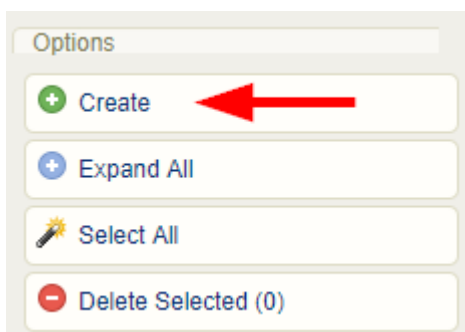 Options
Create
Expand All
Select All
Delete Selected (0)